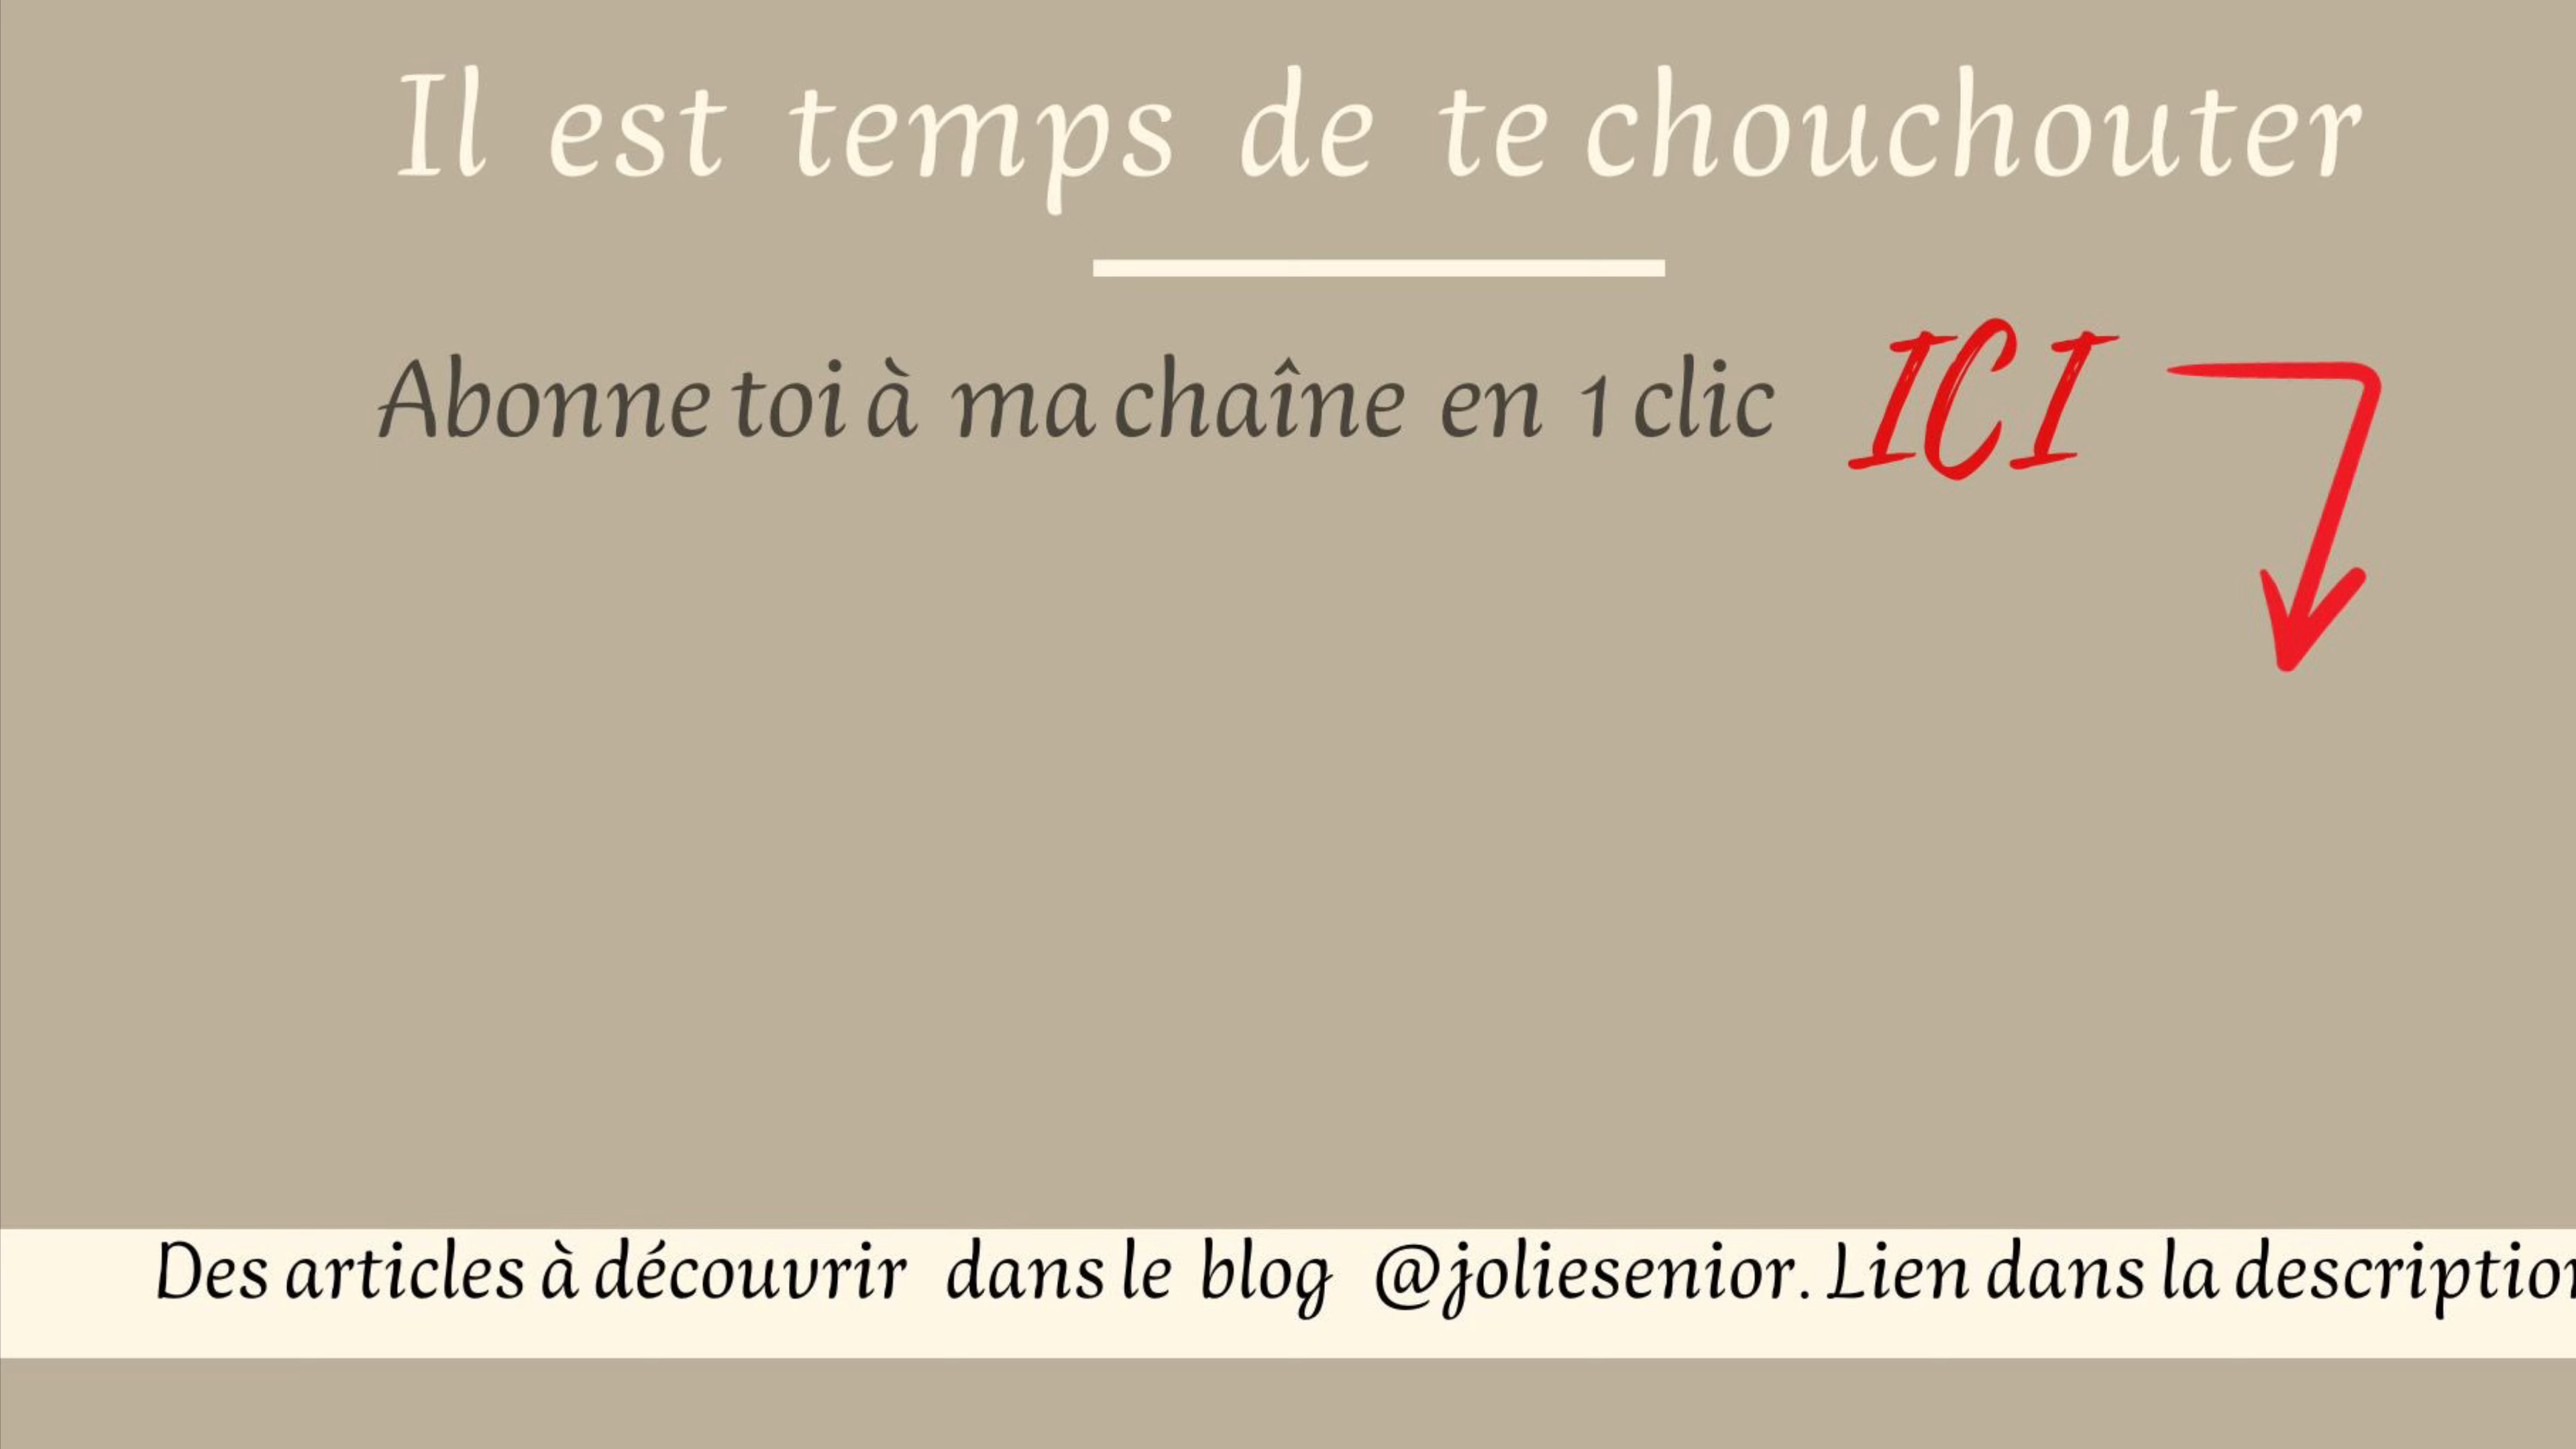 Il est temps de te chouchouter
Abonne toi à ma chaîne en 1 clic ICI
Des articles à découvrir dans le blog @joliesenior. Lien dans la description